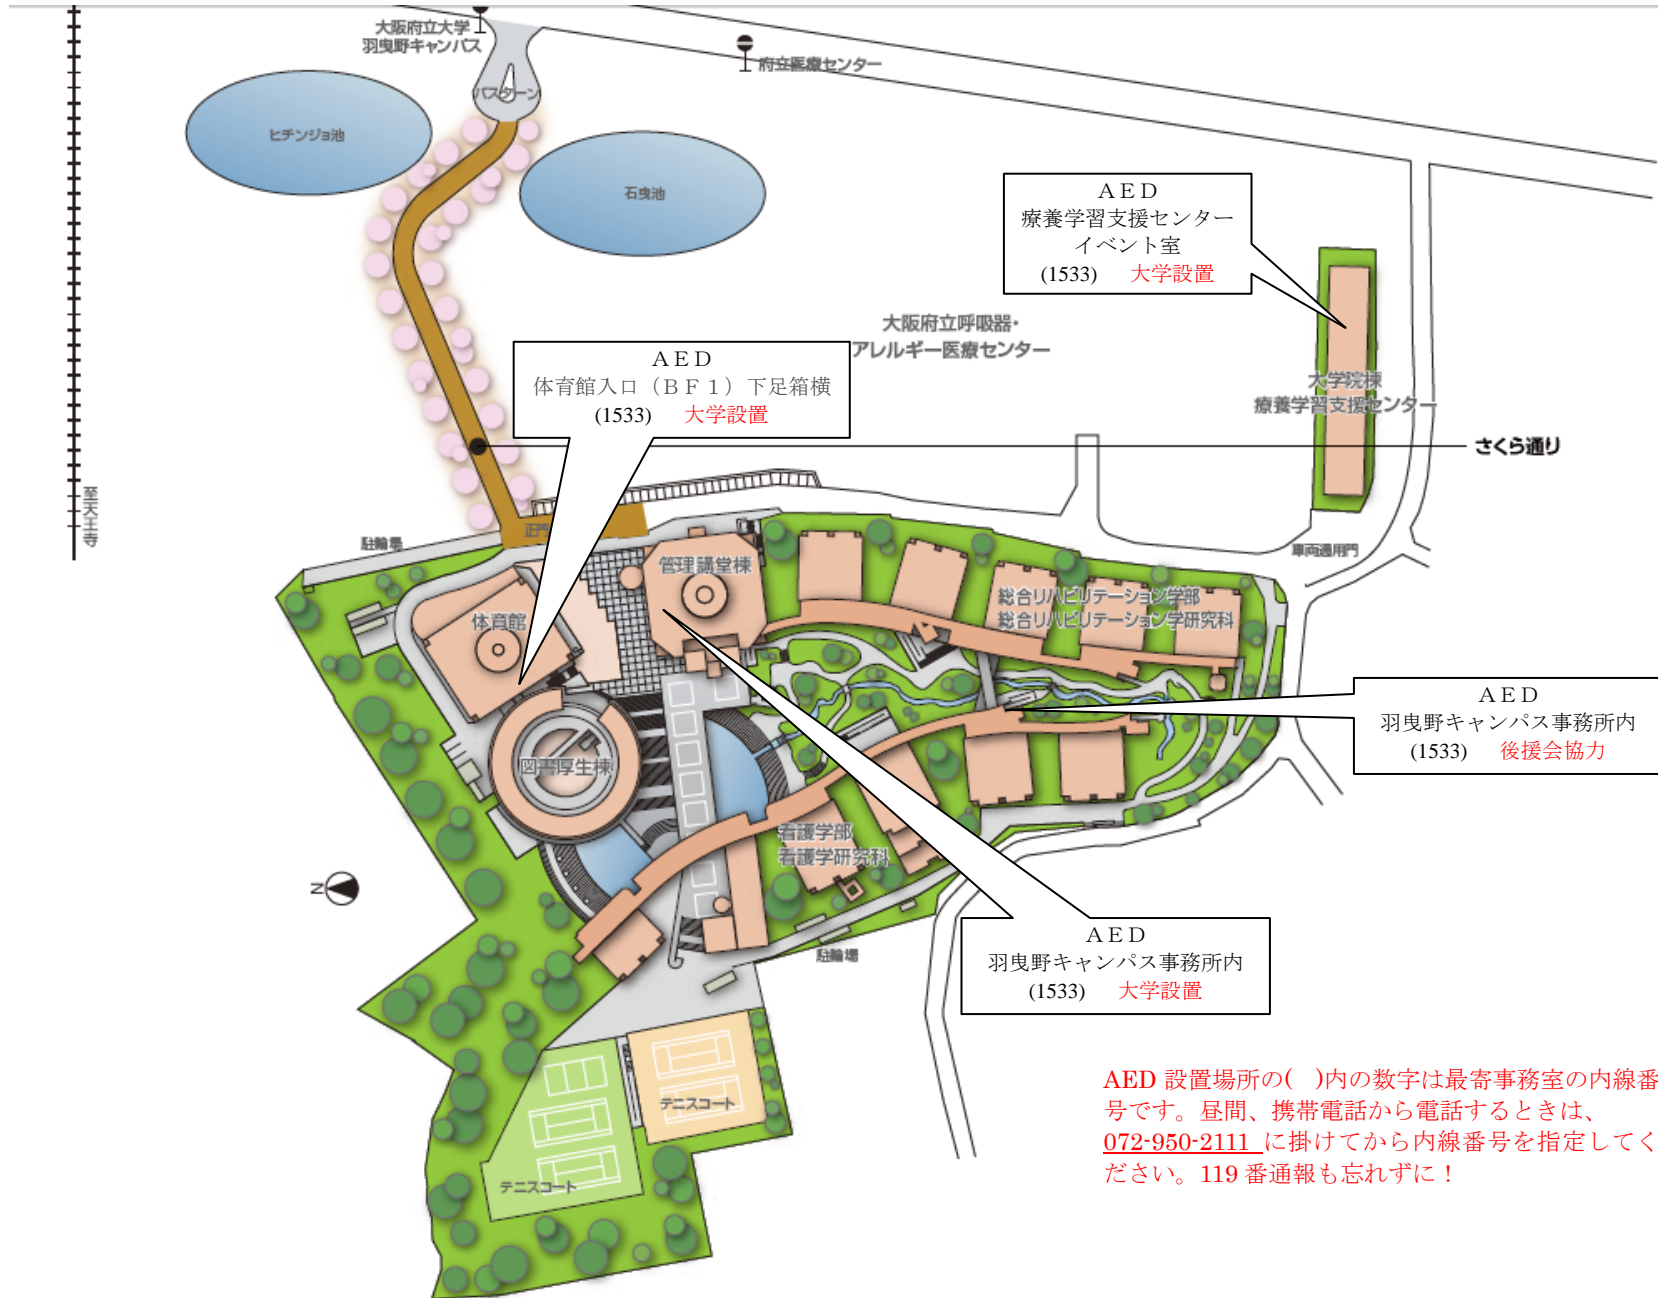 大阪府立大学
羽曳野キャンパス
府立医療センター
バスターン
ヒチンジョ池
石曳池
ＡＥＤ
療養学習支援センター
イベント室
(1533) 大学設置
大阪府立呼吸器・
アレルギー医療センター
ＡＥＤ
体育館入口（ＢＦ１）下足箱横
(1533) 大学設置
大学院棟
療養学習支援センター
さくら通り
至天王寺
正門
駐輪場
車両通用門
管理講堂棟
体育館
総合リハビリテーション学部
総合リハビリテーション学研究科
ＡＥＤ
羽曳野キャンパス事務所内
(1533) 後援会協力
図書厚生棟
看護学部
看護学研究科
N
駐輪場
ＡＥＤ
羽曳野キャンパス事務所内
(1533) 大学設置
テニスコート
テニスコート
AED 設置場所の( )内の数字は最寄事務室の内線番
号です。昼間、携帯電話から電話するときは、
072-950-2111 に掛けてから内線番号を指定してく
ださい。119 番通報も忘れずに！